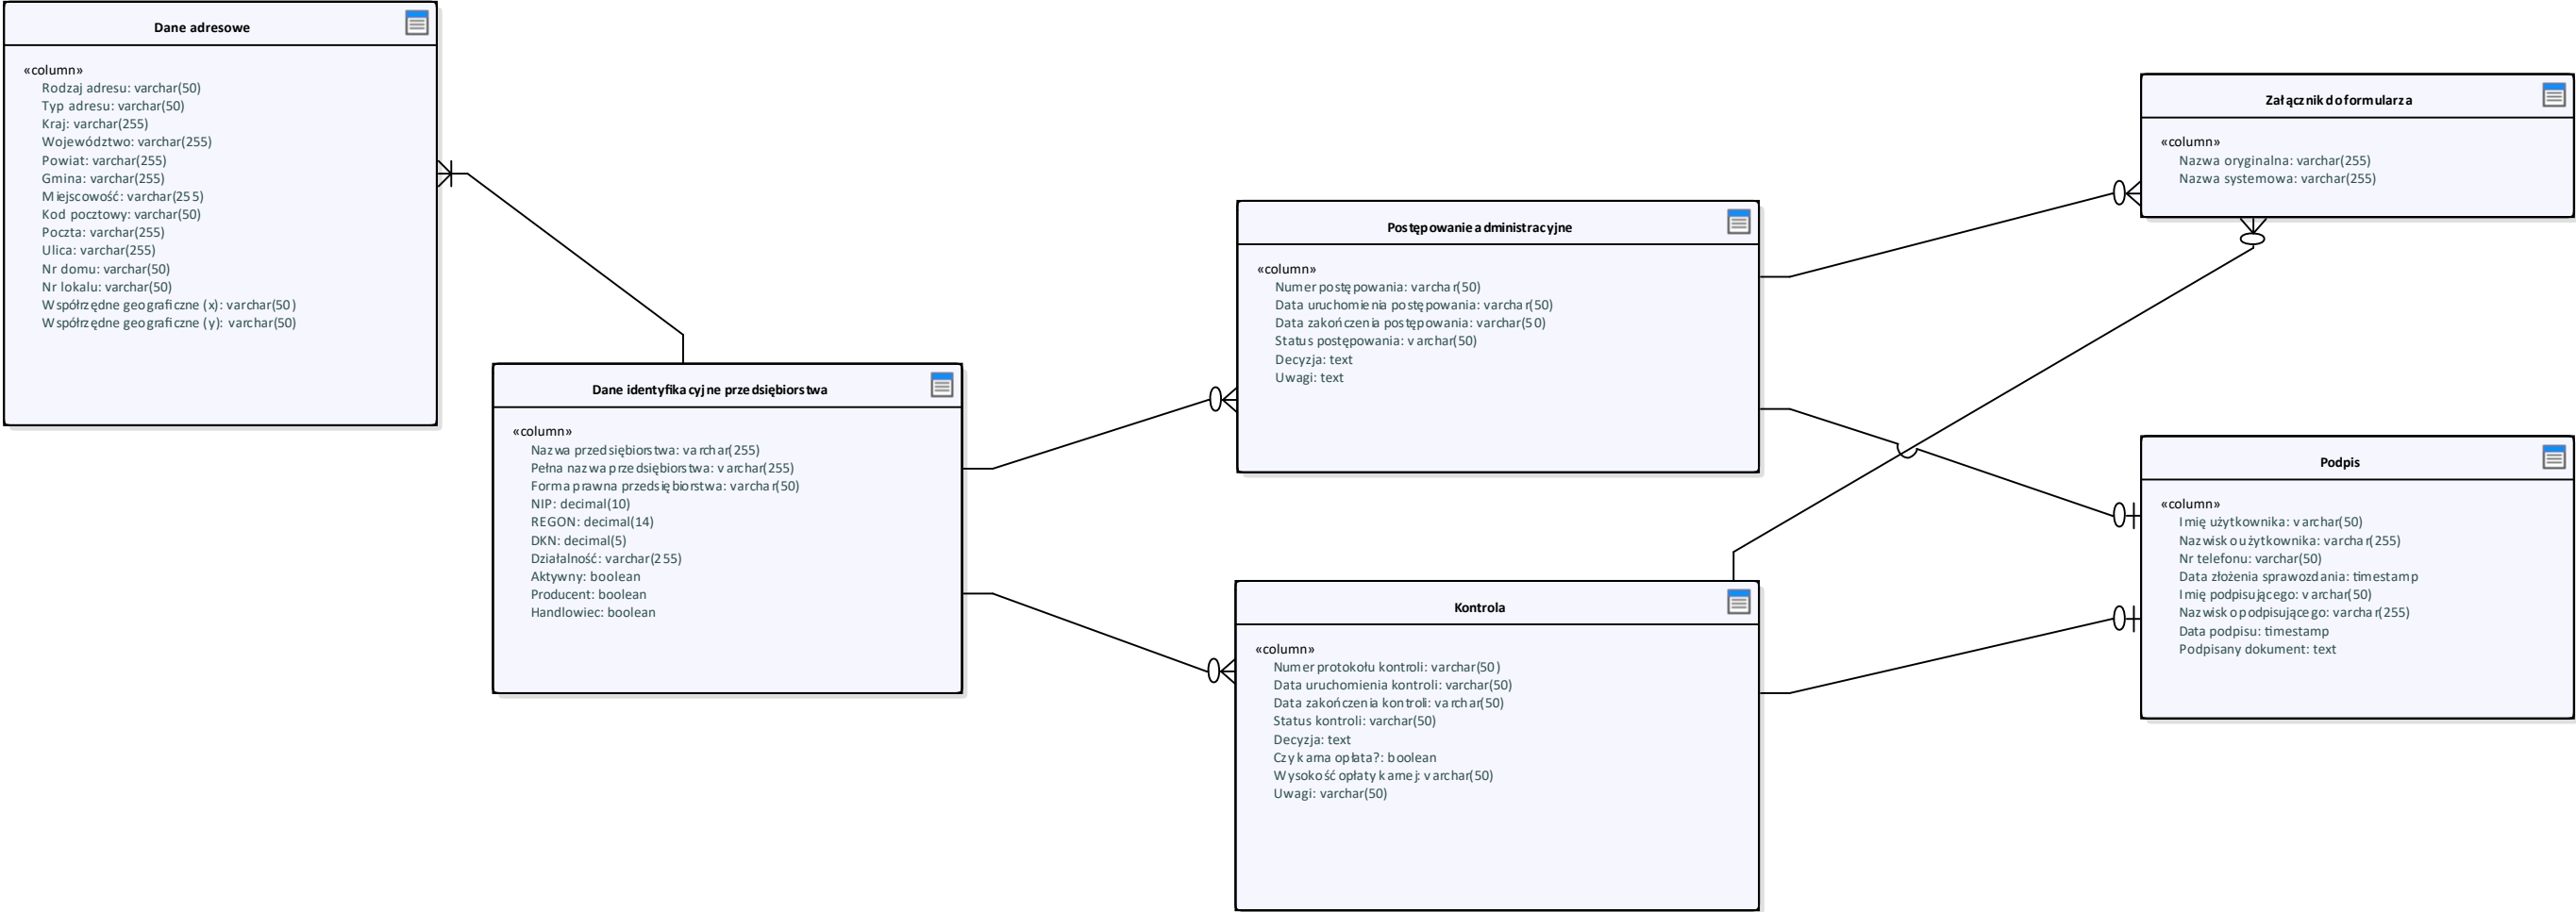 Dane adresowe
«column»
Rodzaj adresu: varchar(50)
Typ adresu: varchar(50)
Kraj: varchar(255)
Województwo: varchar(255)
Powiat: varchar(255)
Gmina: varchar(255)
Miejscowość: varchar(255)
Kod pocztowy: varchar(50)
Poczta: varchar(255)
Ulica: varchar(255)
Nr domu: varchar(50)
Nr lokalu: varchar(50)
Współrzędne geograficzne (x): varchar(50)
Współrzędne geograficzne (y): varchar(50)
Dane identyfikacyjne przedsiębiorstwa
«column»
Nazwa przedsiębiorstwa: varchar(255)
Pełna nazwa przedsiębiorstwa: varchar(255)
Forma prawna przedsiębiorstwa: varchar(50)
NIP: decimal(10)
REGON: decimal(14)
DKN: decimal(5)
Działalność: varchar(255)
Aktywny: boolean
Producent: boolean
Handlowiec: boolean
Postępowanie administracyjne
«column»
Numer postępowania: varchar(50)
Data uruchomienia postępowania: varchar(50)
Data zakończenia postępowania: varchar(50)
Status postępowania: varchar(50)
Decyzja: text
Uwagi: text
Kontrola
«column»
Numer protokołu kontroli: varchar(50)
Data uruchomienia kontroli: varchar(50)
Data zakończenia kontroli: varchar(50)
Status kontroli: varchar(50)
Decyzja: text
Czy karna opłata?: boolean
Wysokość opłaty karnej: varchar(50)
Uwagi: varchar(50)
Załącznik do formularza
«column»
Nazwa oryginalna: varchar(255)
Nazwa systemowa: varchar(255)
Podpis
«column»
Imię użytkownika: varchar(50)
Nazwisko użytkownika: varchar(255)
Nr telefonu: varchar(50)
Data złożenia sprawozdania: timestamp
Imię podpisującego: varchar(50)
Nazwisko podpisującego: varchar(255)
Data podpisu: timestamp
Podpisany dokument: text